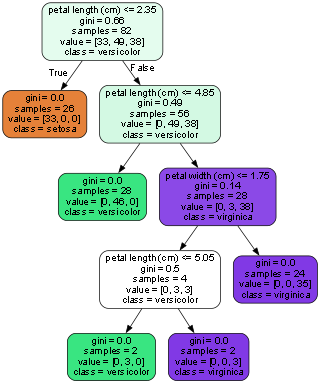 petal length (cm) <= 2.35
gini = 0.66
samples = 82
value = [33, 49, 38]
class = versicolor
True
False
gini = 0.0
samples = 26
value = [33, 0, 0]
class = setosa
petal length (cm) <= 4.85
gini = 0.49
samples = 56
value = [0, 49, 38]
class = versicolor
gini = 0.0
samples = 28
value = [0, 46, 0]
class = versicolor
petal width (cm) <= 1.75
gini = 0.14
samples = 28
value = [0, 3, 38]
class = virginica
petal length (cm) <= 5.05
gini = 0.5
samples = 4
value = [0, 3, 3]
class = versicolor
gini = 0.0
samples = 24
value = [0, 0, 35]
class = virginica
gini = 0.0
samples = 2
value = [0, 3, 0]
class = versicolor
gini = 0.0
samples = 2
value = [0, 0, 3]
class = virginica